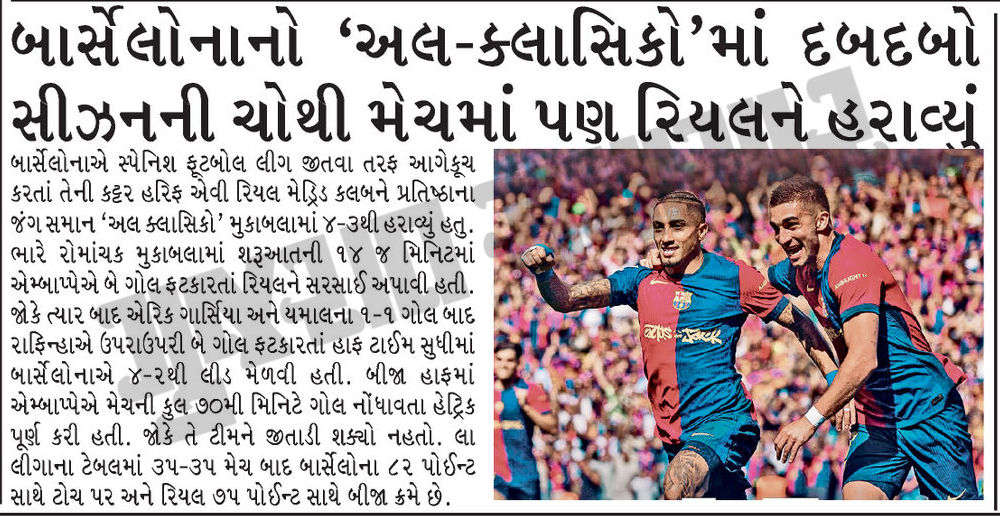 બાર્સેલોનાનો ‘અલ-ક્લાસિકો’માં દબદબો
સીઝનની ચોથી મેચમાં પણ રિયલને હરાવ્યું
બાર્સેલોનાએ સ્પેનિશ ફૂટબોલ લીગ જીતવા તરફ આગેકૂચ
કરતાં તેની કટ્ટર હરિફ એવી રિયલ મેડ્રિડ કલબને પ્રતિષ્ઠાના
જંગ સમાન ‘અલ ક્લાસિકો’ મુકાબલામાં ૪-૩થી હરાવ્યું હતુ.
ભારે રોમાંચક મુકાબલામાં શરૂઆતની ૧૪ જ મિનિટમાં
એમ્બાપ્પેએ બે ગોલ ફટકારતાં રિયલને સરસાઈ અપાવી હતી.
જોકે ત્યાર બાદ એરિક ગાર્સિયા અને યમાલના ૧-૧ ગોલ બાદ
રાફિન્હાએ ઉપરાઉપરી બે ગોલ ફટકારતાં હાફ ટાઈમ સુધીમાં
બાર્સેલોનાએ ૪-૨થી લીડ મેળવી હતી. બીજા હાફમાં
એમ્બાપ્પેએ મેચની કુલ ૭૦મી મિનિટે ગોલ નોંધાવતા હેટ્રિક
પૂર્ણ કરી હતી. જોકે તે ટીમને જીતાડી શક્યો નહતો. લા
લીગાના ટેબલમાં ૩૫-૩૫ મેચ બાદ બાર્સેલોના ૮૨ પોઈન્ટ
સાથે ટોચ પર અને રિયલ ૭૫ પોઈન્ટ સાથે બીજા ક્રમે છે.